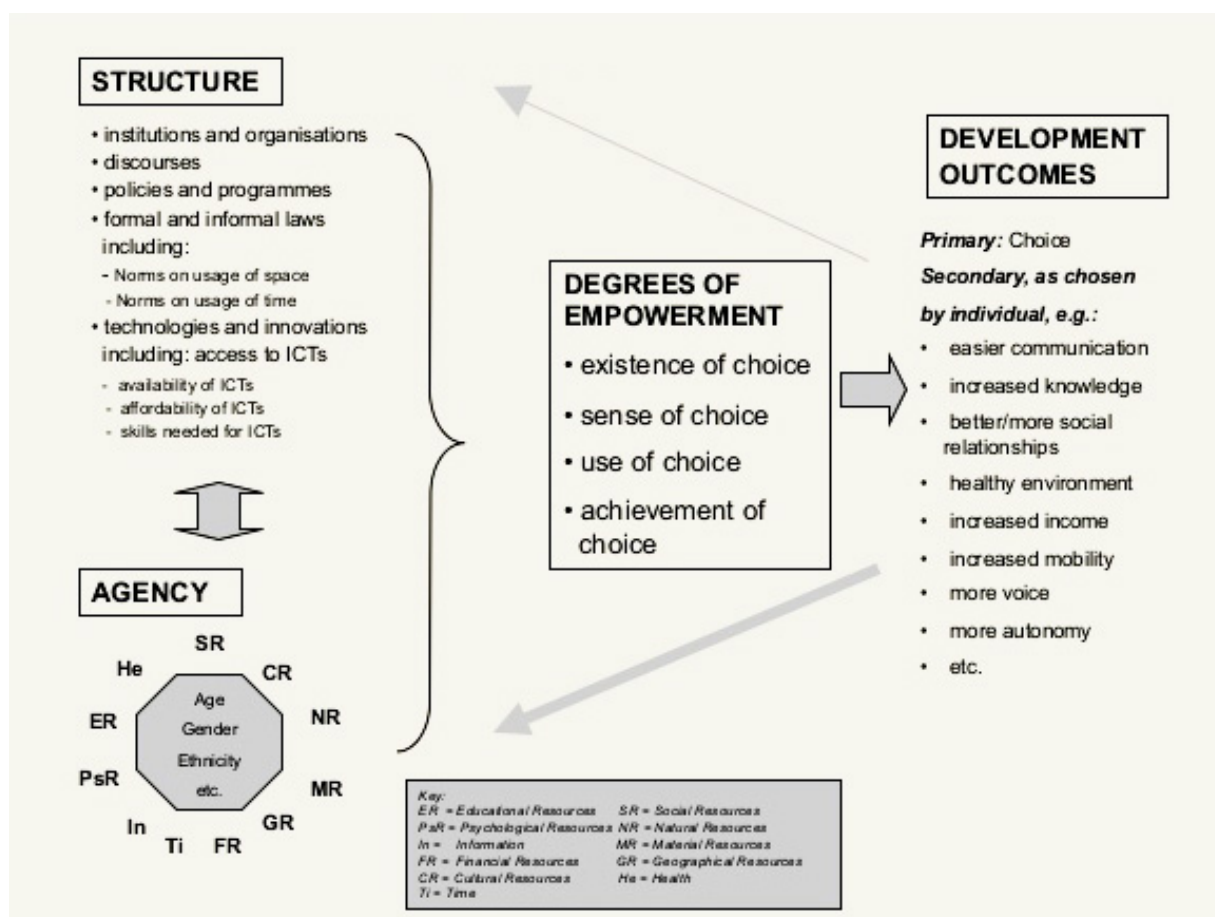 STRUCTURE
• institutions and organisations
• discourses
• policies and programmes
• formal and informal laws
including:
- Norms on usage of space
- Norms on usage of time
• technologies and innovations
including: access to ICTs
- availability of ICTs
- affordability of ICTs
- skills needed for ICTs
AGENCY
SR
He
CR
ER
NR
PsR
MR
In
GR
Ti
FR
Age
Gender
Ethnicity
etc.
DEGREES OF
EMPOWERMENT
• existence of choice
• sense of choice
• use of choice
• achievement of
choice
DEVELOPMENT
OUTCOMES
Primary: Choice
Secondary, as chosen
by individual, e.g.:
• easier communication
• increased knowledge
• better/more social
relationships
• healthy environment
• increased income
• increased mobility
• more voice
• more autonomy
• etc.
Key:
ER = Educational Resources SR = Social Resources
PsR = Psychological Resources NR = Natural Resources
In = Information MR = Material Resources
FR = Financial Resources GR = Geographical Resources
CR = Cultural Resources He = Health
Ti = Time